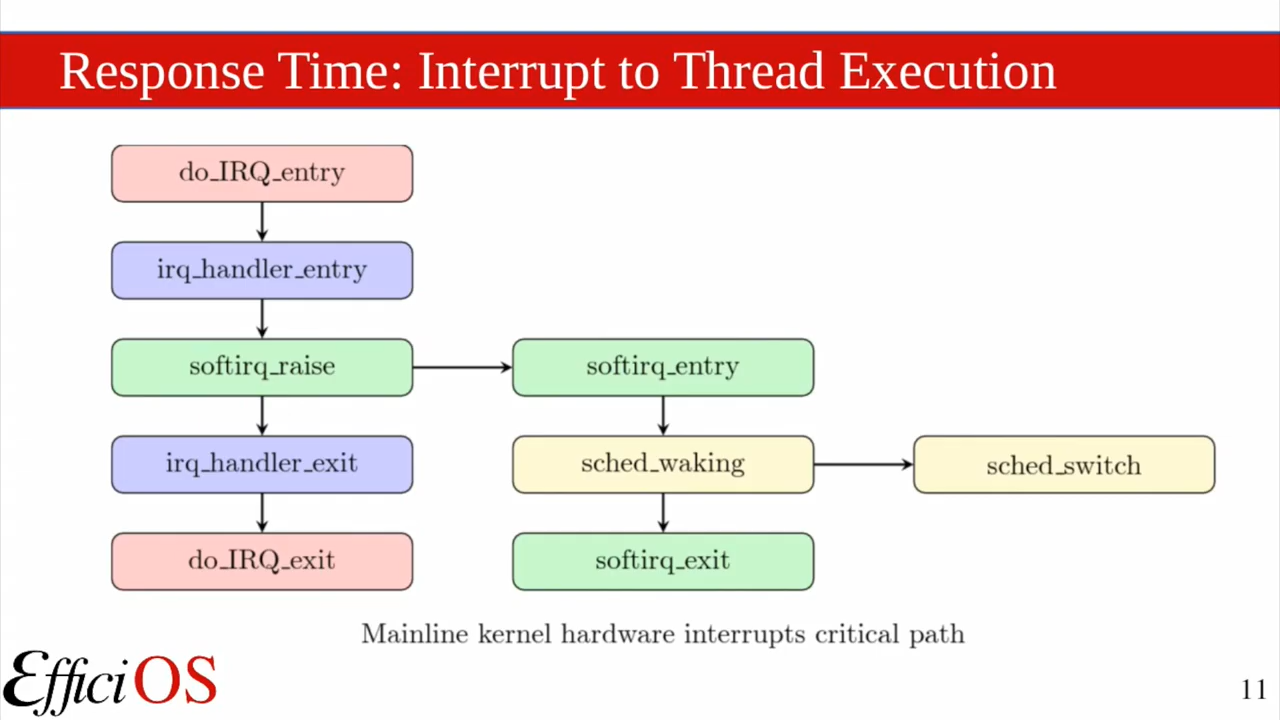 Response Time: Interrupt to Thread Execution
do_IRQ_entry
irq_handler_entry
softirq_raise
softirq_entry
irq_handler_exit
sched_waking
sched_switch
do_IRQ_exit
softirq_exit
Mainline kernel hardware interrupts critical path
EfficiOS
11